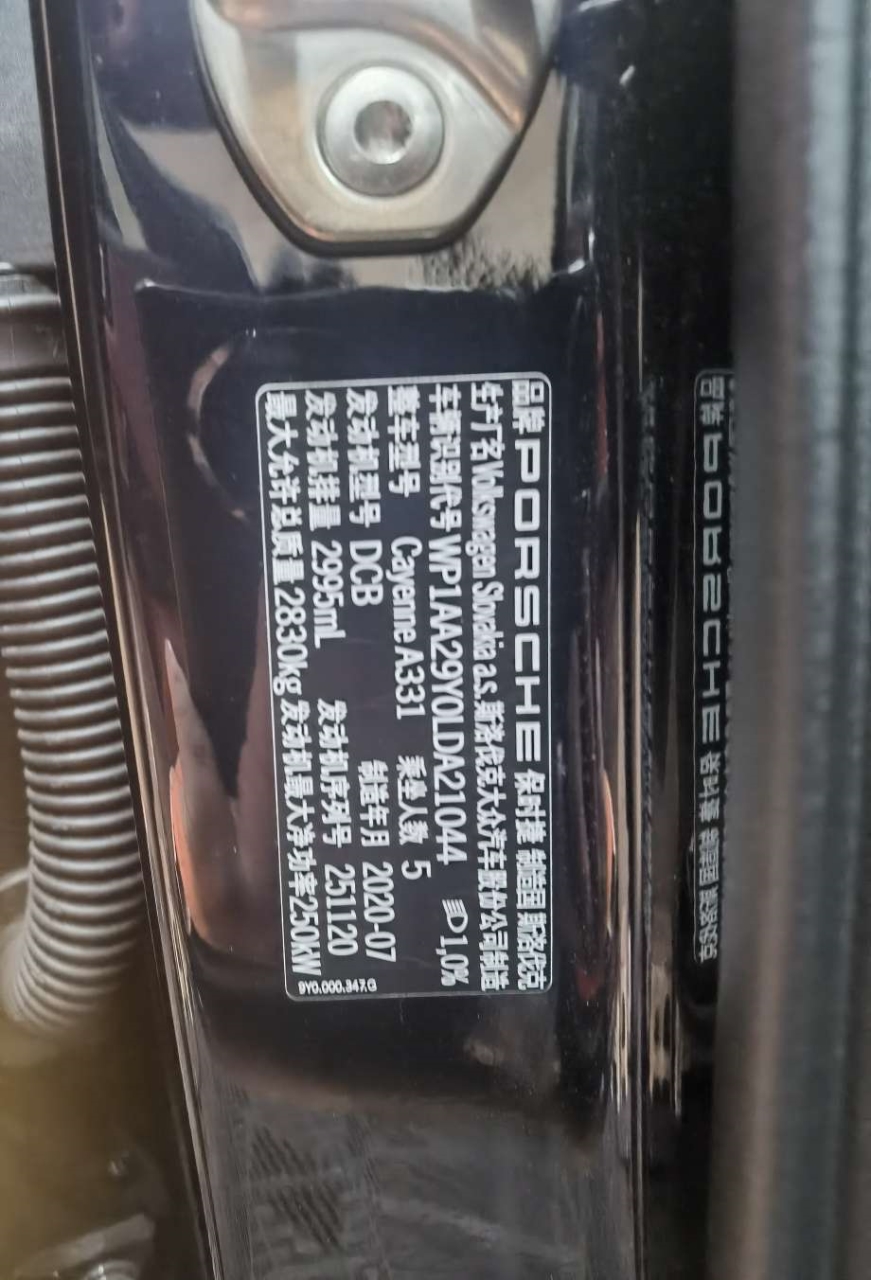 品牌 PORSCHE 保时捷 制造国 斯洛伐克
生产厂名 Volkswagen Slovakia a.s. 斯洛伐克大众汽车股份公司制造
车辆识别代号 WP1AA29Y0LDA21044 1,0%
整车型号 Cayenne A331 乘坐人数 5
发动机型号 DCB 制造年月 2020-07
发动机排量 2995mL 发动机序列号 251120
最大允许总质量 2830kg 发动机最大净功率 250KW
9Y0.000.347.G